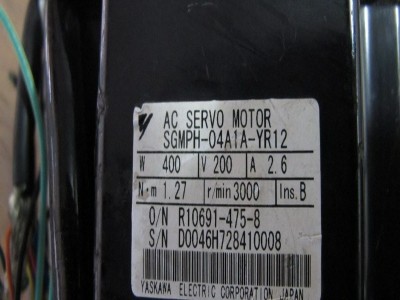 AC SERVO MOTOR
SGMPH-04A1A-YR12
W 400 V 200 A 2.6
N·m 1.27 r/min 3000 Ins. B
O/N R10691-475-8
S/N D0046H728410008
YASKAWA ELECTRIC CORPORATION JAPAN